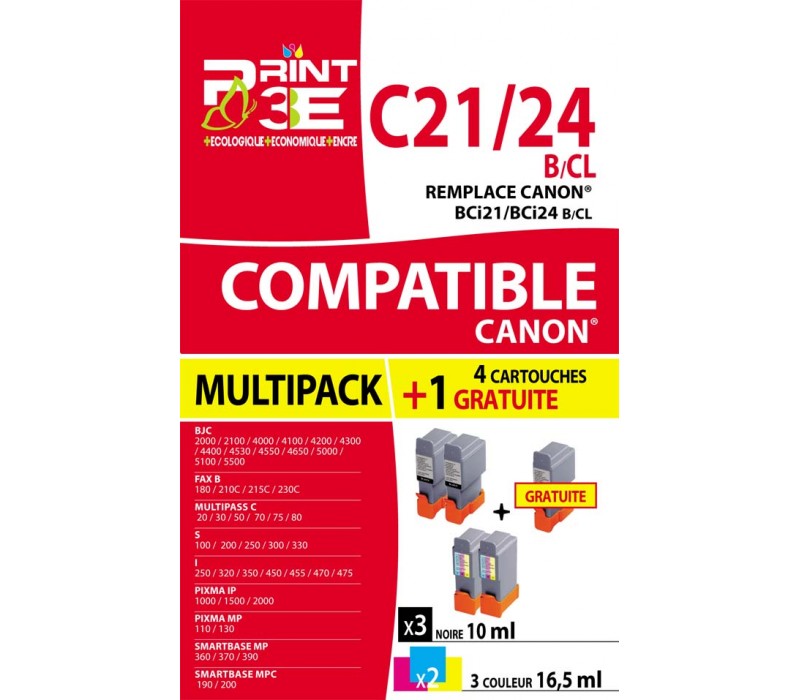 PRINT
3E
+ECOLOGIQUE+ECONOMIQUE+ENCRE
C21/24
B/CL
REMPLACE CANON®
BCi21/BCi24 B/CL
COMPATIBLE
CANON®
MULTIPACK
+1 4 CARTOUCHES
GRATUITE
BJC
2000 / 2100 / 4000 / 4100 / 4200 / 4300
/ 4400 / 4530 / 4550 / 4650 / 5000 /
5100 / 5500
FAX B
180 / 210C / 215C / 230C
MULTIPASS C
20 / 30 / 50 / 70 / 75 / 80
S
100 / 200 / 250 / 300 / 330
I
250 / 320 / 350 / 450 / 455 / 470 / 475
PIXMA IP
1000 / 1500 / 2000
PIXMA MP
110 / 130
SMARTBASE MP
360 / 370 / 390
SMARTBASE MPC
190 / 200
+
GRATUITE
x3 NOIRE 10 ml
x2 3 COULEUR 16,5 ml